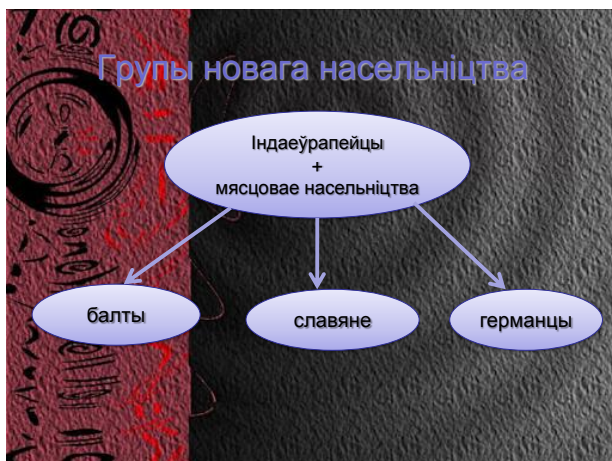 Групы новага насельніцтва
Індаеўрапейцы
+
мясцовае насельніцтва
балты
славяне
германцы